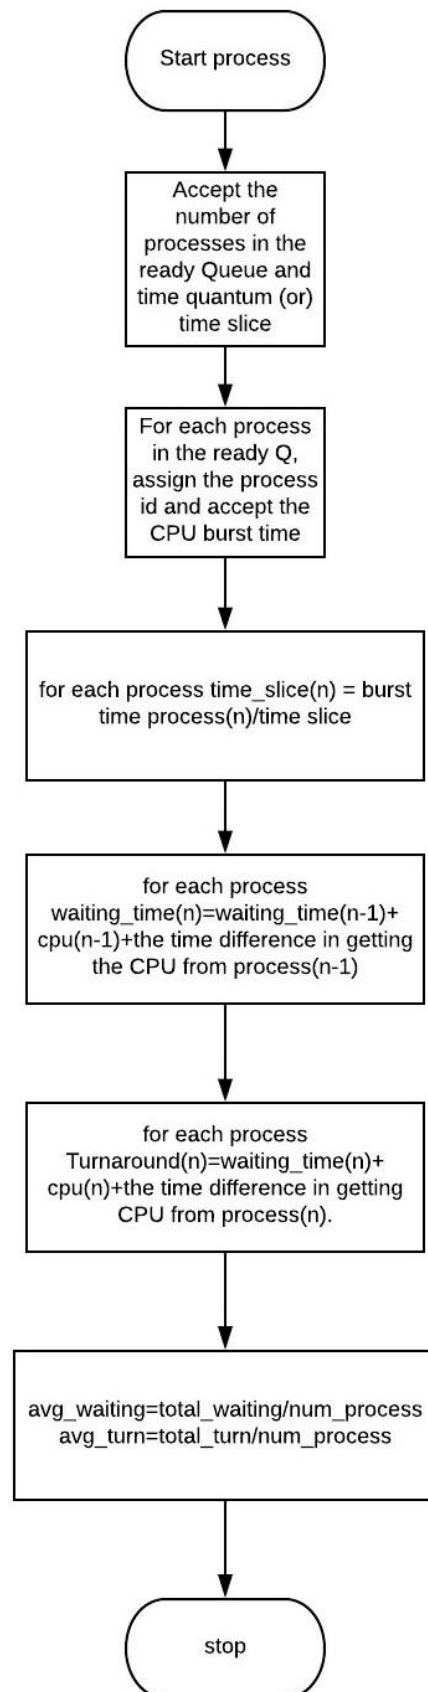 Start process
Accept the
number of
processes in the
ready Queue and
time quantum (or)
time slice
For each process
in the ready Q,
assign the process
id and accept the
CPU burst time
for each process time_slice(n) = burst
time process(n)/time slice
for each process
waiting_time(n)=waiting_time(n-1)+
cpu(n-1)+the time difference in getting
the CPU from process(n-1)
for each process
Turnaround(n)=waiting_time(n)+
cpu(n)+the time difference in getting
CPU from process(n).
avg_waiting=total_waiting/num_process
avg_turn=total_turn/num_process
stop